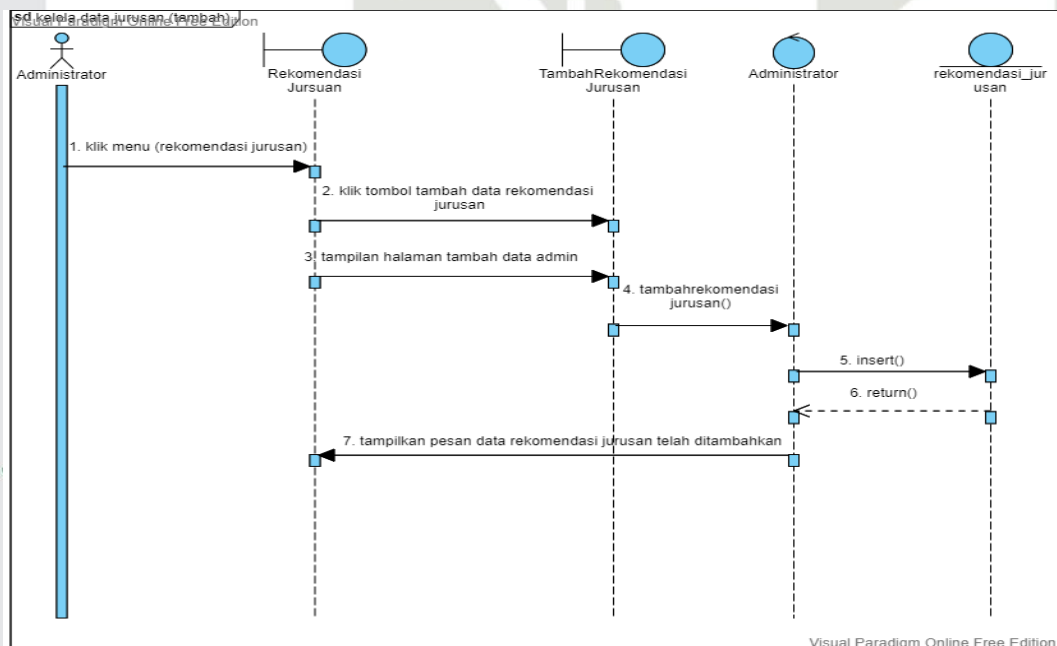 sd kelola data jurusan (tambah)
Visual Paradigm Online Free Edition
Administrator
Rekomendasi
Jursuan
TambahRekomendasi
Jurusan
Administrator
rekomendasi_jur
usan
1. klik menu (rekomendasi jurusan)
2. klik tombol tambah data rekomendasi
jurusan
3. tampilan halaman tambah data admin
4. tambahrekomendasi
jurusan()
5. insert()
6. return()
7. tampilkan pesan data rekomendasi jurusan telah ditambahkan
Visual Paradigm Online Free Edition